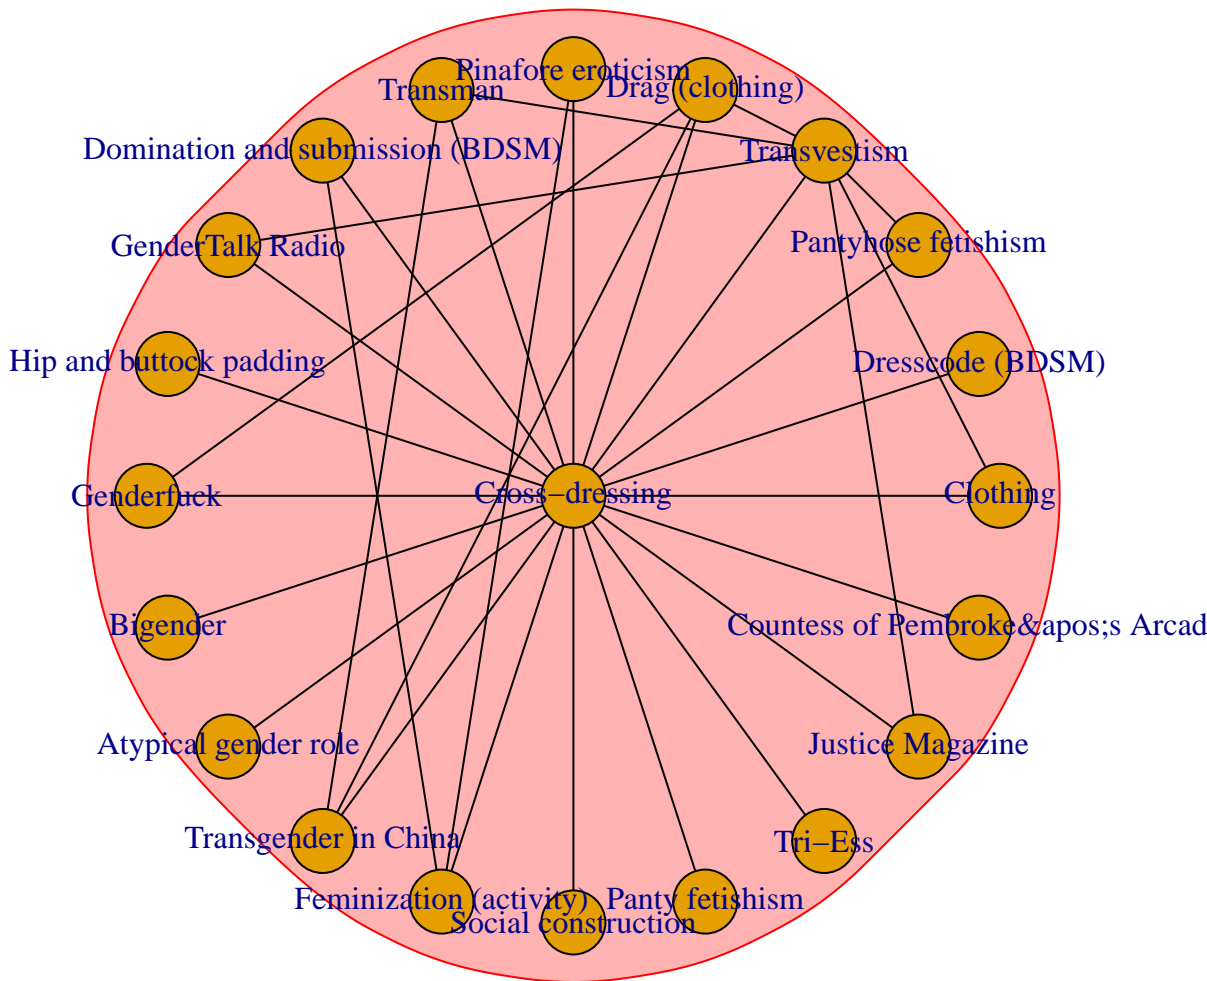 Pinafore eroticism
Transman
Drag (clothing)
Domination and submission (BDSM)
Transvestism
GenderTalk Radio
Pantyhose fetishism
Hip and buttock padding
Dresscode (BDSM)
Genderfuck
Cross−dressing
Clothing
Bigender
Countess of Pembroke&apos;s Arcad
Atypical gender role
Justice Magazine
Transgender in China
Tri−Ess
Feminization (activity)
Panty fetishism
Social construction